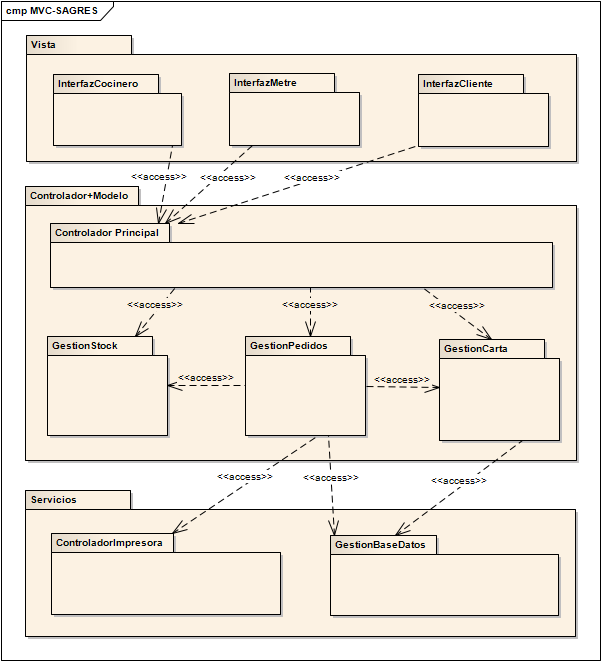 cmp MVC-SAGRES
Vista
InterfazCocinero
InterfazMetre
InterfazCliente
<<access>>
<<access>>
<<access>>
Controlador+Modelo
Controlador Principal
<<access>>
<<access>>
<<access>>
GestionStock
GestionPedidos
GestionCarta
<<access>>
<<access>>
<<access>>
<<access>>
<<access>>
Servicios
ControladorImpresora
GestionBaseDatos